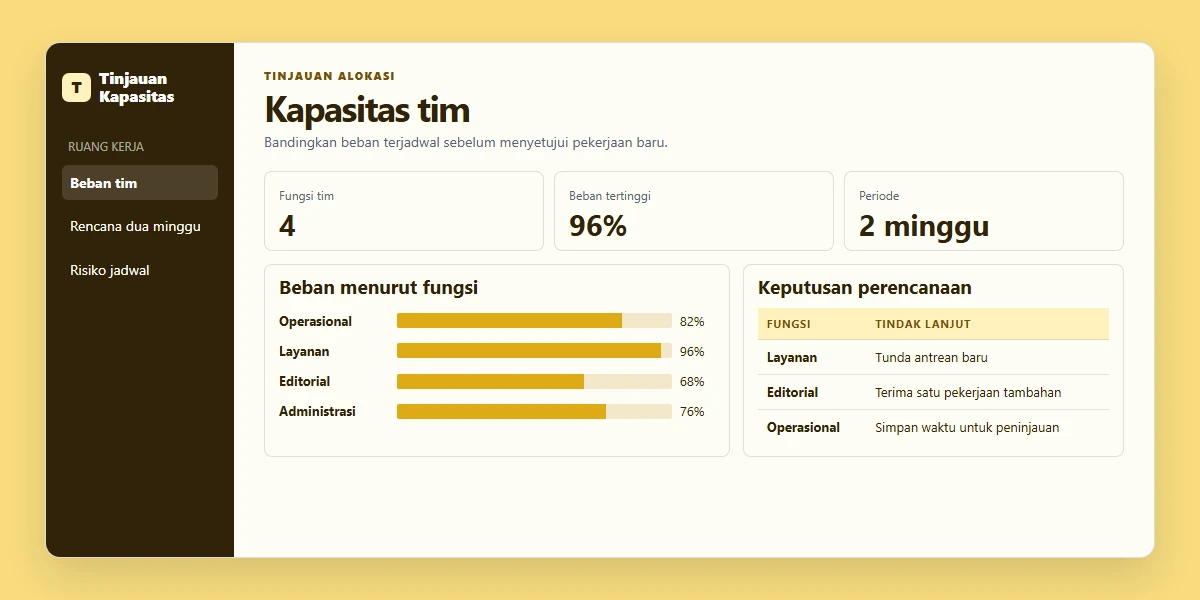 T
Tinjauan
Kapasitas
RUANG KERJA
Beban tim
Rencana dua minggu
Risiko jadwal
TINJAUAN ALOKASI
Kapasitas tim
Bandingkan beban terjadwal sebelum menyetujui pekerjaan baru.
Fungsi tim
4
Beban tertinggi
96%
Periode
2 minggu
Beban menurut fungsi
Operasional 82%
Layanan 96%
Editorial 68%
Administrasi 76%
Keputusan perencanaan
FUNGSI TINDAK LANJUT
Layanan Tunda antrean baru
Editorial Terima satu pekerjaan tambahan
Operasional Simpan waktu untuk peninjauan